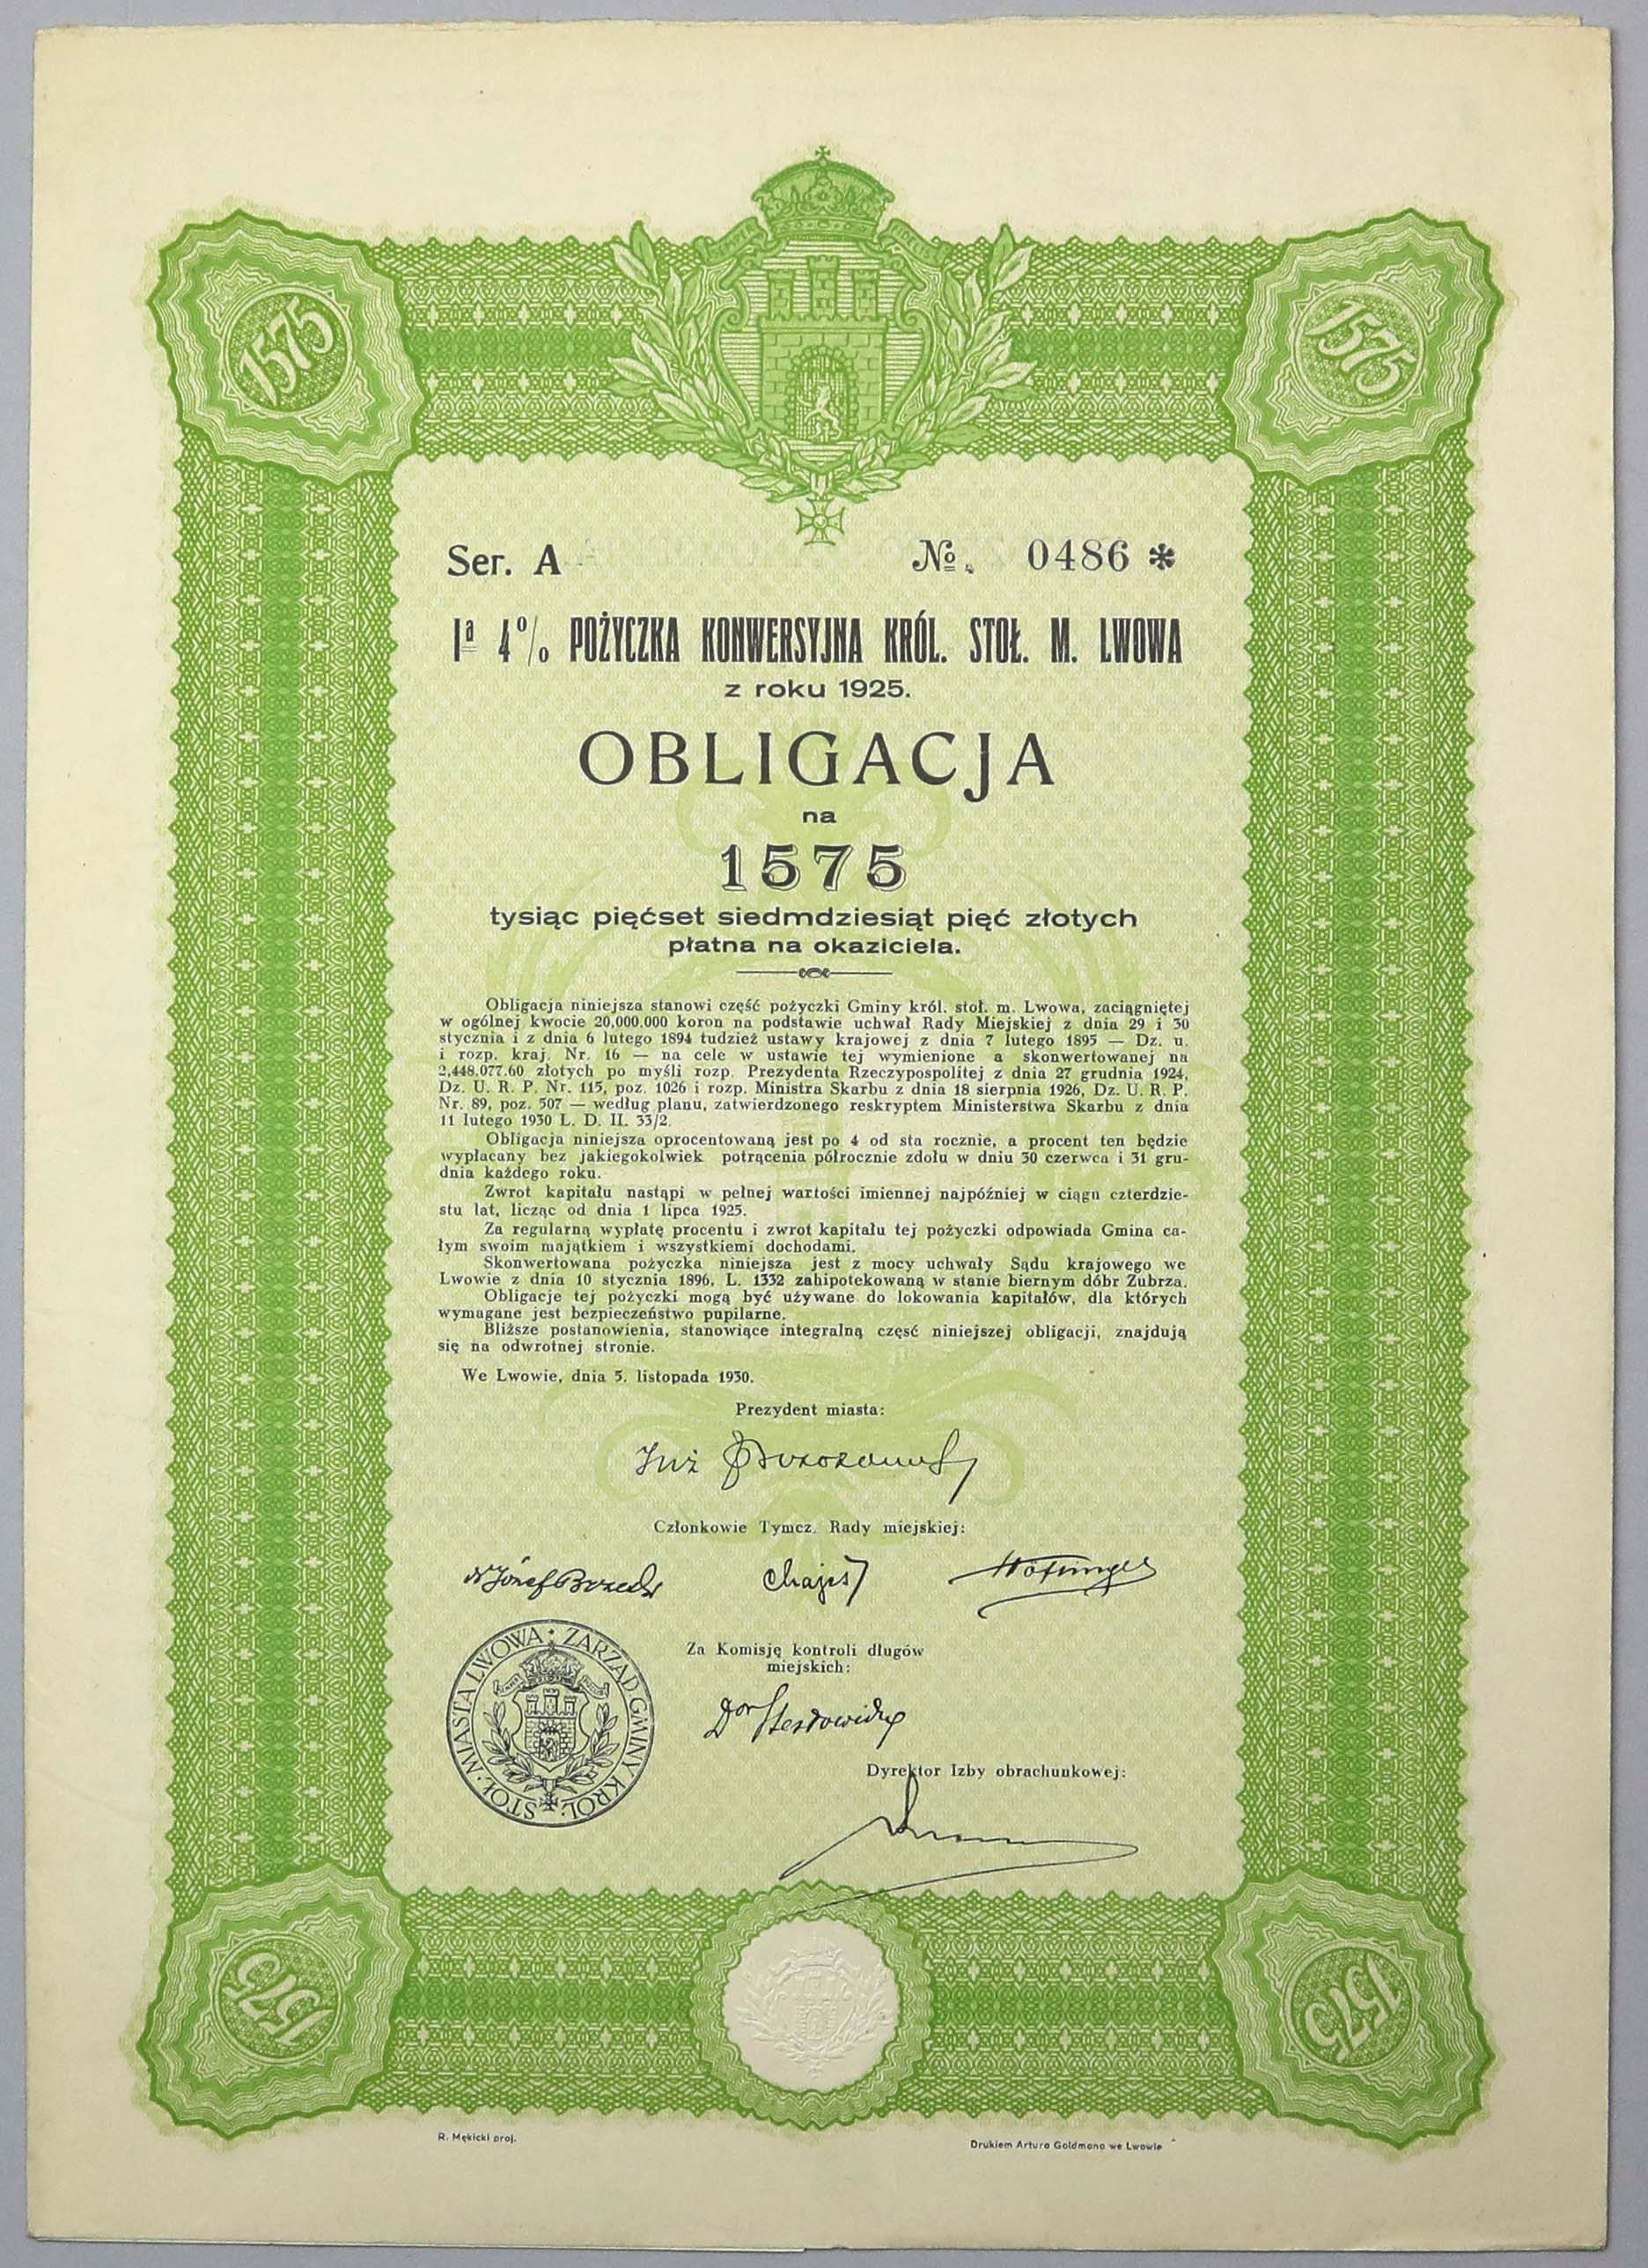 1575
1575
Ser. A
№. 0486 *
Iª 4% POŻYCZKA KONWERSYJNA KRÓL. STOŁ. M. LWOWA
z roku 1925.
OBLIGACJA
na
1575
tysiąc pięćset siedmdziesiąt pięć złotych
płatna na okaziciela.
Obligacja niniejsza stanowi część pożyczki Gminy król. stoł. m. Lwowa, zaciągniętej
w ogólnej kwocie 20,000.000 koron na podstawie uchwał Rady Miejskiej z dnia 29 i 30
stycznia i z dnia 6 lutego 1894 tudzież ustawy krajowej z dnia 7 lutego 1895 — Dz. u.
i rozp. kraj. Nr. 16 — na cele w ustawie tej wymienione a skonwertowanej na
2,448.077.60 złotych po myśli rozp. Prezydenta Rzeczypospolitej z dnia 27 grudnia 1924,
Dz. U. R. P. Nr. 115, poz. 1026 i rozp. Ministra Skarbu z dnia 18 sierpnia 1926, Dz. U. R. P.
Nr. 89, poz. 507 — według planu, zatwierdzonego reskryptem Ministerstwa Skarbu z dnia
11 lutego 1930 L. D. II. 33/2.
Obligacja niniejsza oprocentowaną jest po 4 od sta rocznie, a procent ten będzie
wypłacany bez jakiegokolwiek potrącenia półrocznie zdołu w dniu 30 czerwca i 31 gru-
dnia każdego roku.
Zwrot kapitału nastąpi w pełnej wartości imiennej najpóźniej w ciągu czterdzie-
stu lat, licząc od dnia 1 lipca 1925.
Za regularną wypłatę procentu i zwrot kapitału tej pożyczki odpowiada Gmina ca-
łym swoim majątkiem i wszystkiemi dochodami.
Skonwertowana pożyczka niniejsza jest z mocy uchwały Sądu krajowego we
Lwowie z dnia 10 stycznia 1896, L. 1332 zahipotekowaną w stanie biernym dóbr Zubrza.
Obligacje tej pożyczki mogą być używane do lokowania kapitałów, dla których
wymagane jest bezpieczeństwo pupilarne.
Bliższe postanowienia, stanowiące integralną część niniejszej obligacji, znajdują
się na odwrotnej stronie.
We Lwowie, dnia 5. listopada 1930.
Prezydent miasta:
Inż
Członkowie Tymcz. Rady miejskiej:
Dr Józef
Chajes
Za Komisję kontroli długów
miejskich:
Dor
Dyrektor Izby obrachunkowej:
ZARZĄD GMINY KRÓL. STOŁ. MIASTA LWOWA
1575
1575
R. Mękicki proj.
Drukiem Artura Goldmana we Lwowie